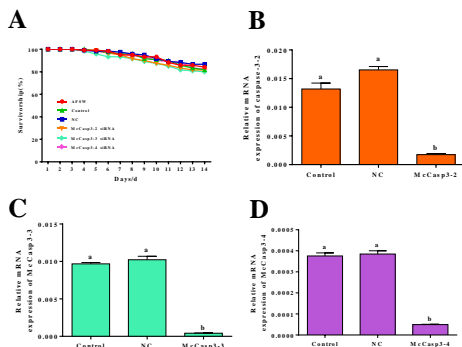 A
Survivorship(%)
100
80
60
40
20
0
AFSW
Control
NC
McCasp3-2 siRNA
McCasp3-3 siRNA
McCasp3-4 siRNA
1 2 3 4 5 6 7 8 9 10 11 12 13 14
Days/d
B
Relative mRNA
expression of caspase-3-2
0.020
0.015
0.010
0.005
0.000
a
a
b
Control NC McCasp3-2
C
Relative mRNA
expression of McCasp3-3
0.015
0.010
0.005
0.000
a
a
b
Control NC McCasp3-3
D
Relative mRNA
expression of McCasp3-4
0.0004
0.0003
0.0002
0.0001
0.0000
a
a
b
Control NC McCasp3-4